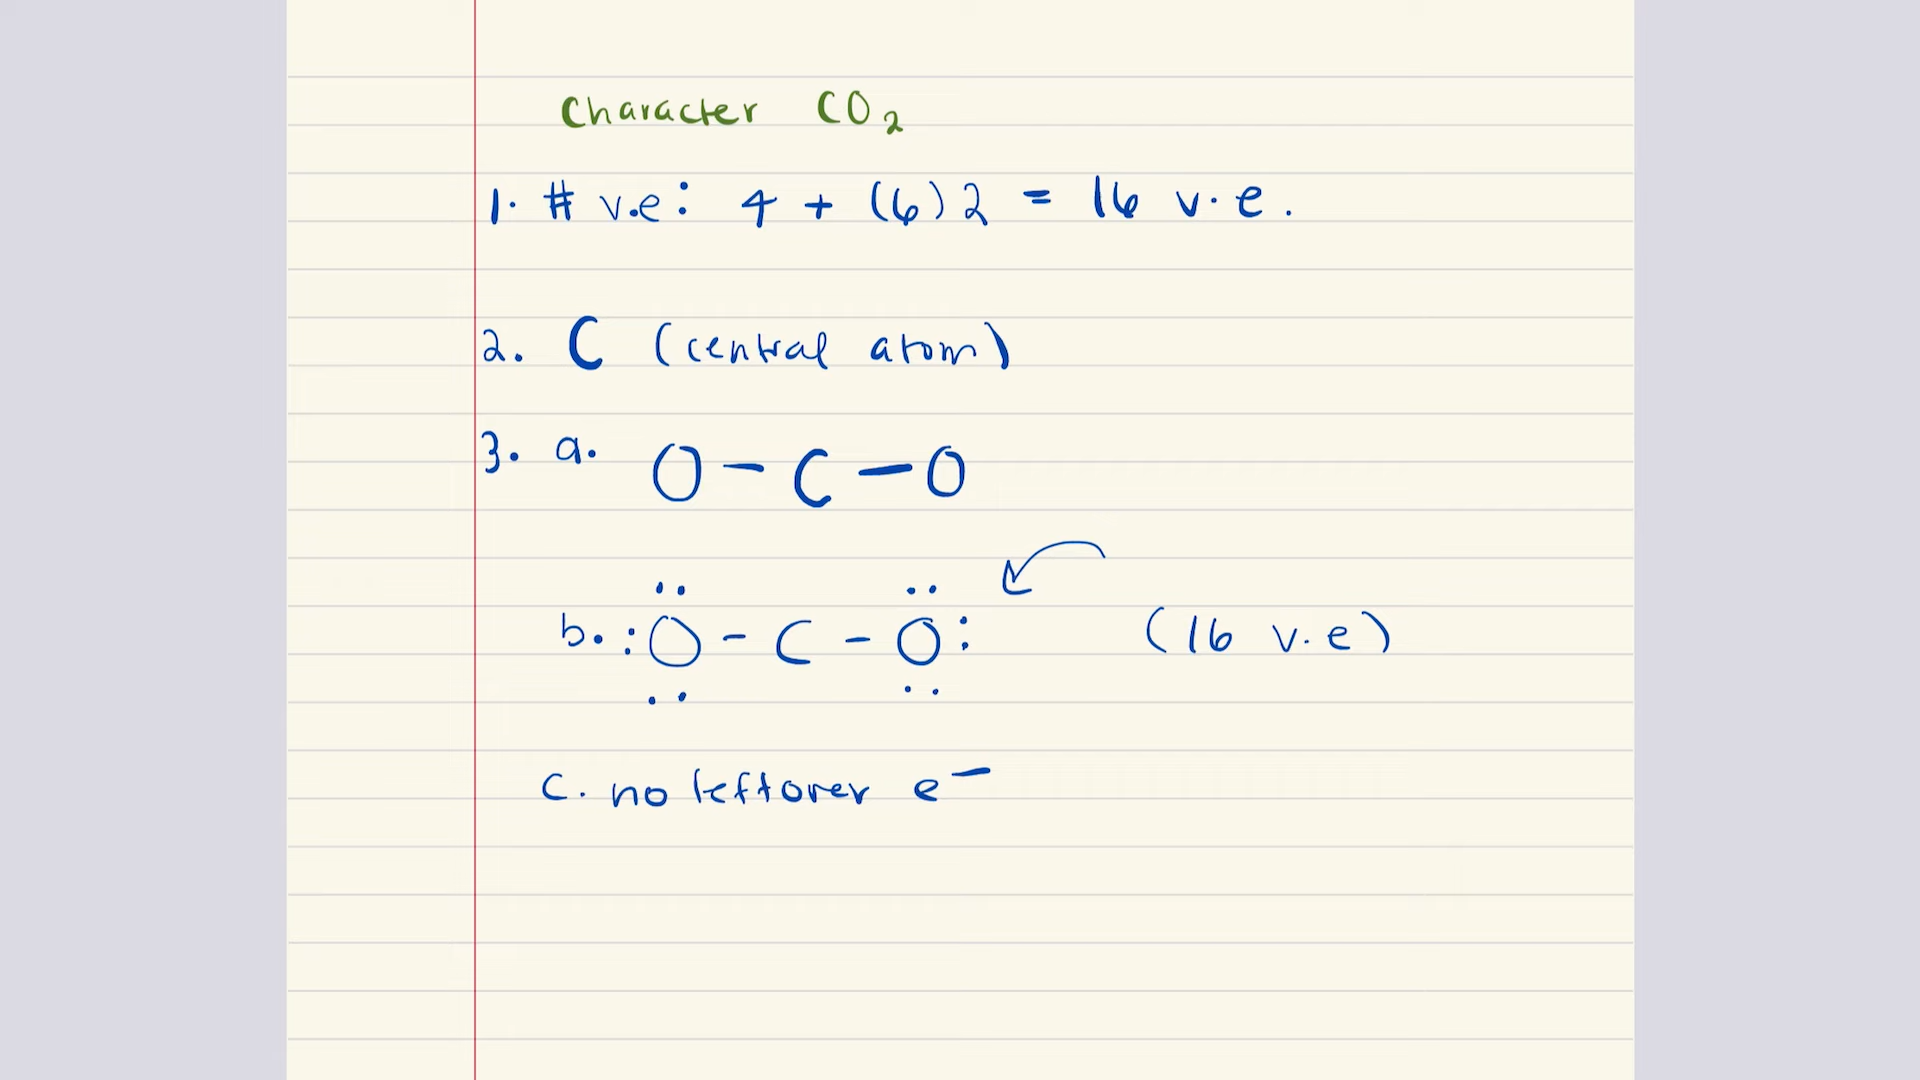 Character CO₂
1. # v.e: 4 + (6)2 = 16 v.e.
2. C (central atom)
3. a. O - C - O
b. :O - C - O: (16 v.e)
c. no leftover e⁻